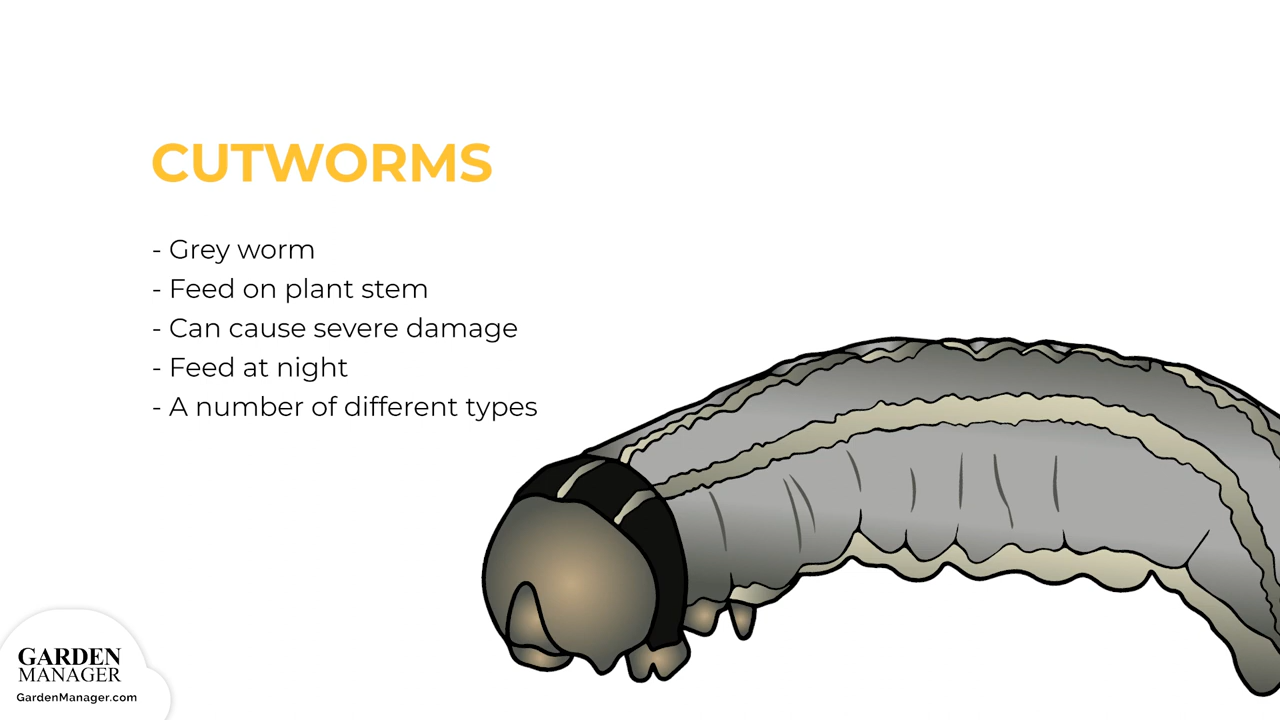 CUTWORMS
- Grey worm
- Feed on plant stem
- Can cause severe damage
- Feed at night
- A number of different types
GARDEN
MANAGER
GardenManager.com